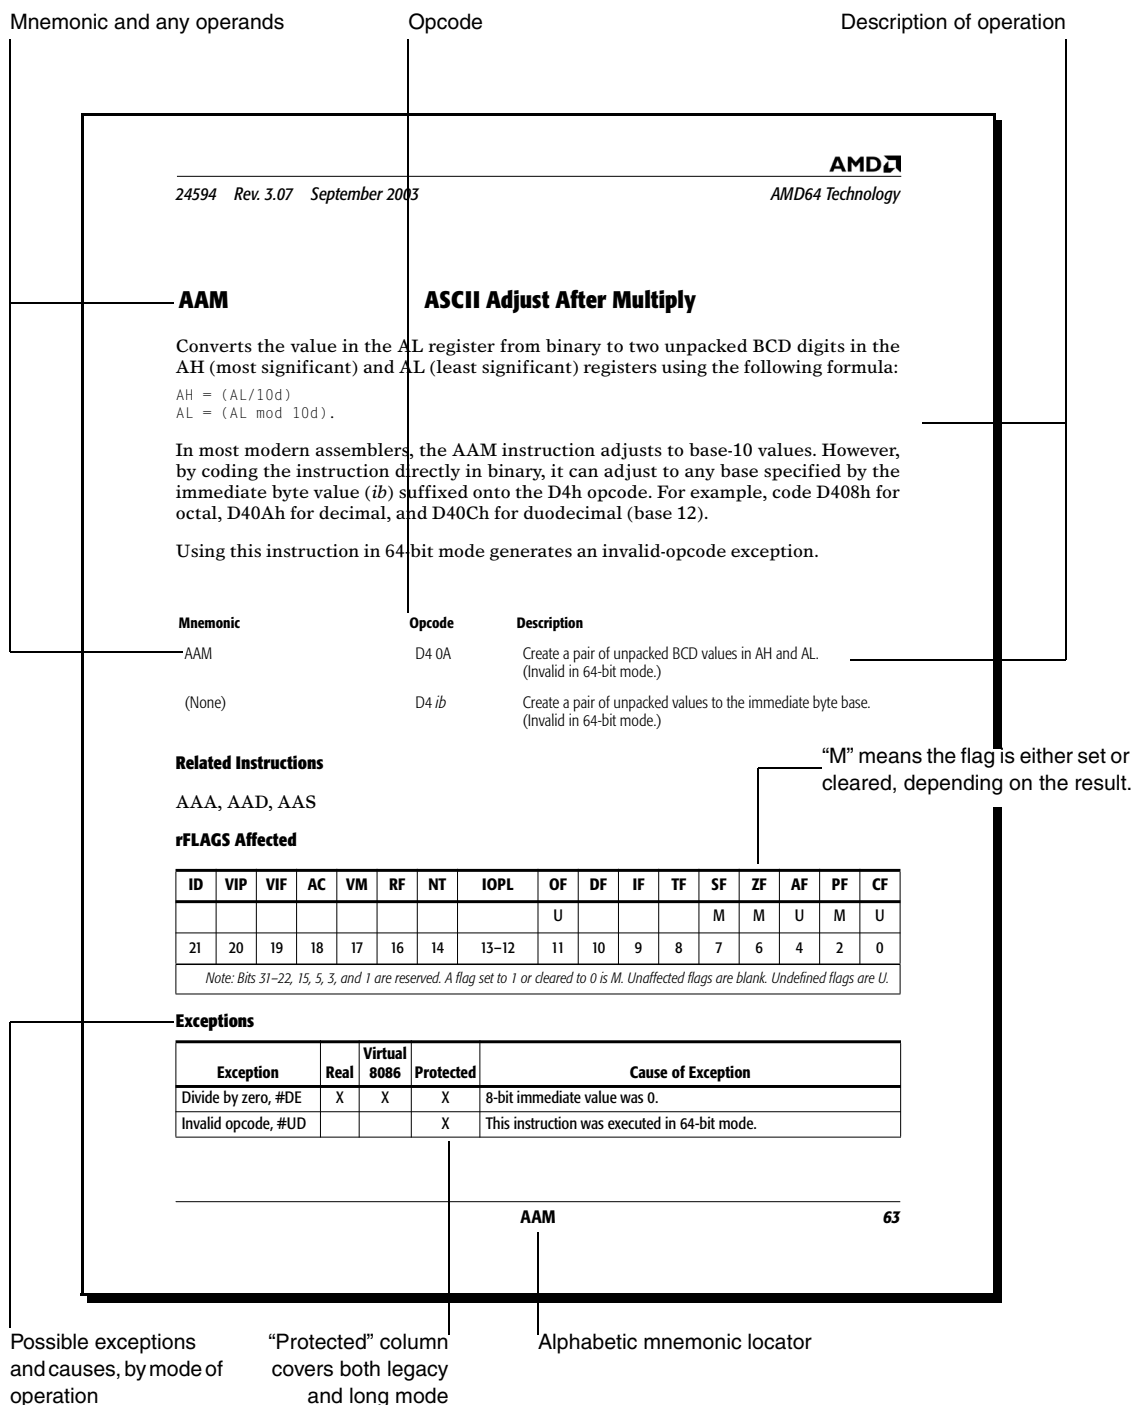 Mnemonic and any operands
Opcode
Description of operation
AMD
24594 Rev. 3.07 September 2003
AMD64 Technology
AAM
ASCII Adjust After Multiply
Converts the value in the AL register from binary to two unpacked BCD digits in the
AH (most significant) and AL (least significant) registers using the following formula:
AH = (AL/10d)
AL = (AL mod 10d).
In most modern assemblers, the AAM instruction adjusts to base-10 values. However,
by coding the instruction directly in binary, it can adjust to any base specified by the
immediate byte value (ib) suffixed onto the D4h opcode. For example, code D408h for
octal, D40Ah for decimal, and D40Ch for duodecimal (base 12).
Using this instruction in 64-bit mode generates an invalid-opcode exception.
Mnemonic Opcode Description
AAM D4 0A Create a pair of unpacked BCD values in AH and AL.
(Invalid in 64-bit mode.)
(None) D4 ib Create a pair of unpacked values to the immediate byte base.
(Invalid in 64-bit mode.)
Related Instructions
“M” means the flag is either set or
cleared, depending on the result.
AAA, AAD, AAS
rFLAGS Affected
ID VIP VIF AC VM RF NT IOPL OF DF IF TF SF ZF AF PF CF
U M M U M U
21 20 19 18 17 16 14 13–12 11 10 9 8 7 6 4 2 0
Note: Bits 31–22, 15, 5, 3, and 1 are reserved. A flag set to 1 or cleared to 0 is M. Unaffected flags are blank. Undefined flags are U.
Exceptions
Exception Real Virtual
8086 Protected Cause of Exception
Divide by zero, #DE X X X 8-bit immediate value was 0.
Invalid opcode, #UD X This instruction was executed in 64-bit mode.
AAM
63
Possible exceptions
and causes, by mode of
operation
“Protected” column
covers both legacy
and long mode
Alphabetic mnemonic locator